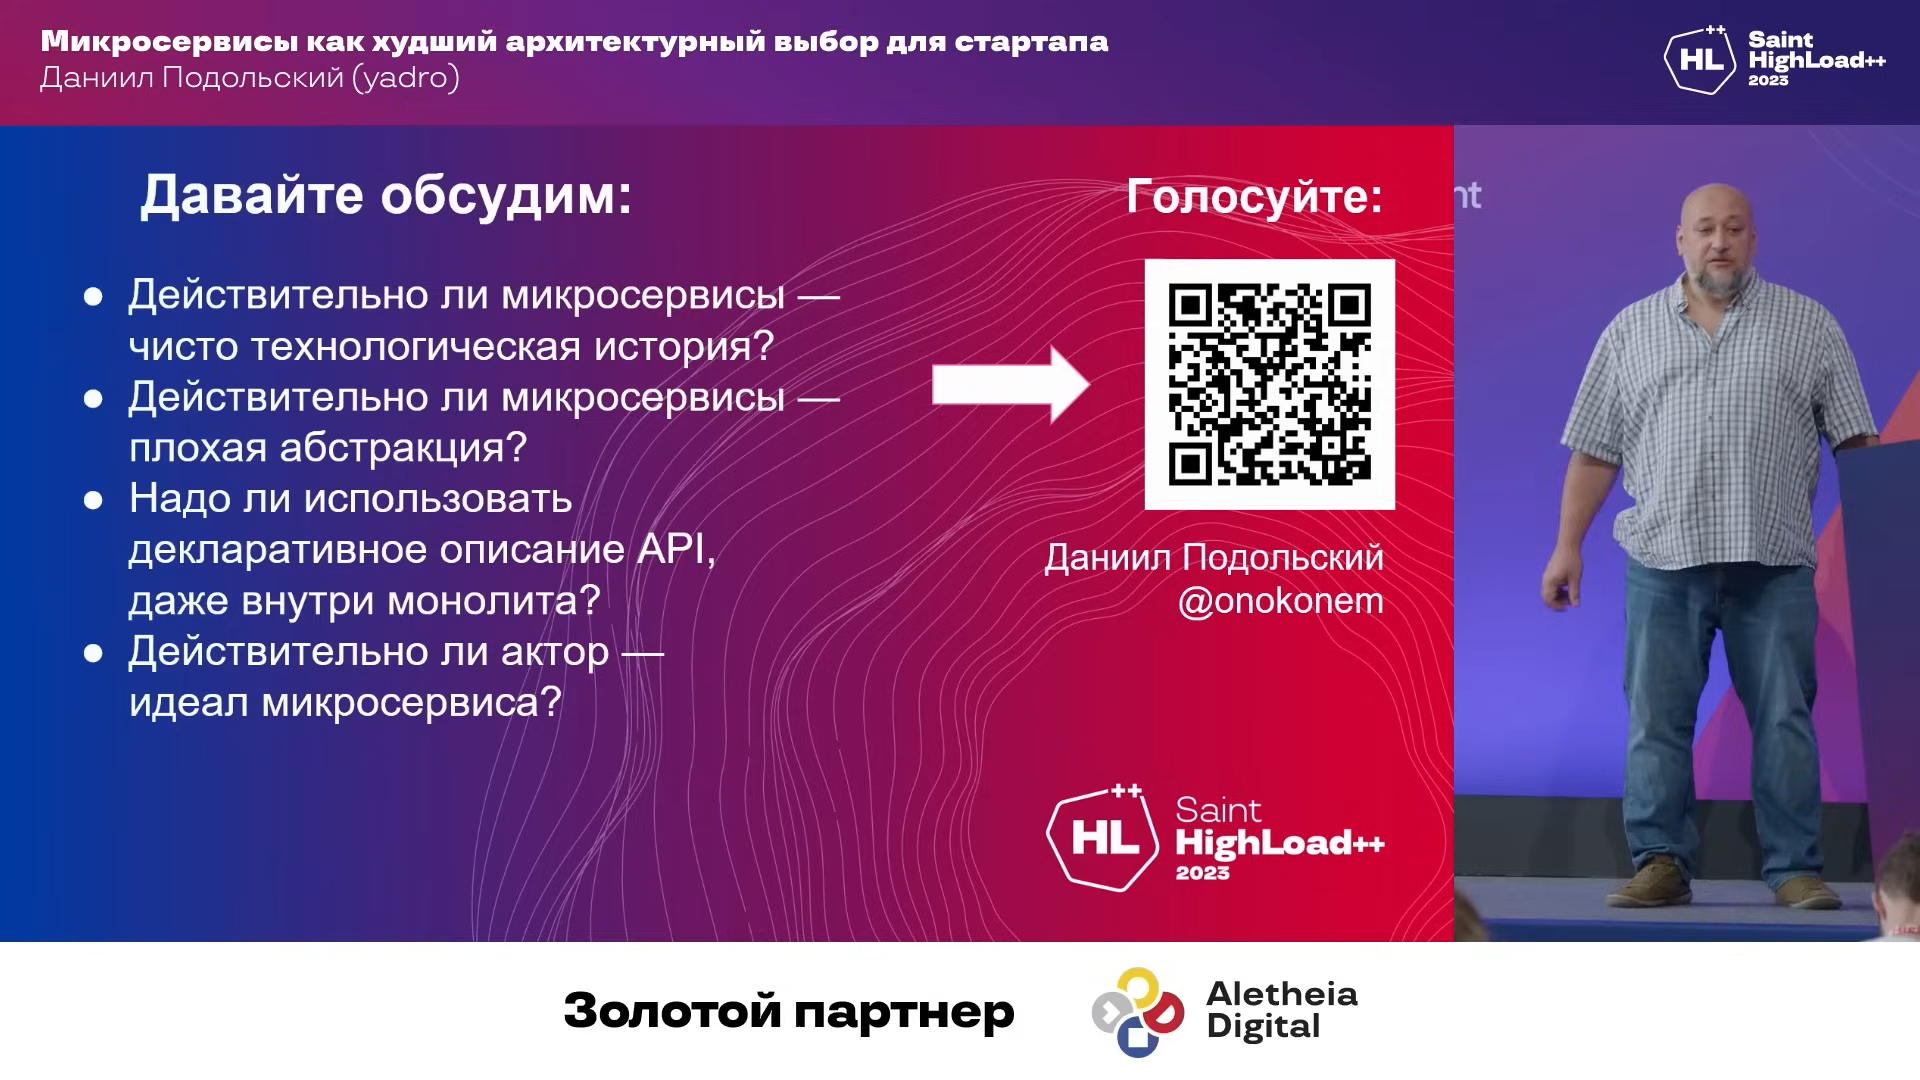 Микросервисы как худший архитектурный выбор для стартапа
Даниил Подольский (yadro)
++
HL
Saint
HighLoad++
2023
Давайте обсудим:
● Действительно ли микросервисы —
чисто технологическая история?
● Действительно ли микросервисы —
плохая абстракция?
● Надо ли использовать
декларативное описание API,
даже внутри монолита?
● Действительно ли актор —
идеал микросервиса?
Голосуйте:
Даниил Подольский
@onokonem
++
HL
Saint
HighLoad++
2023
nt
Золотой партнер
Aletheia
Digital